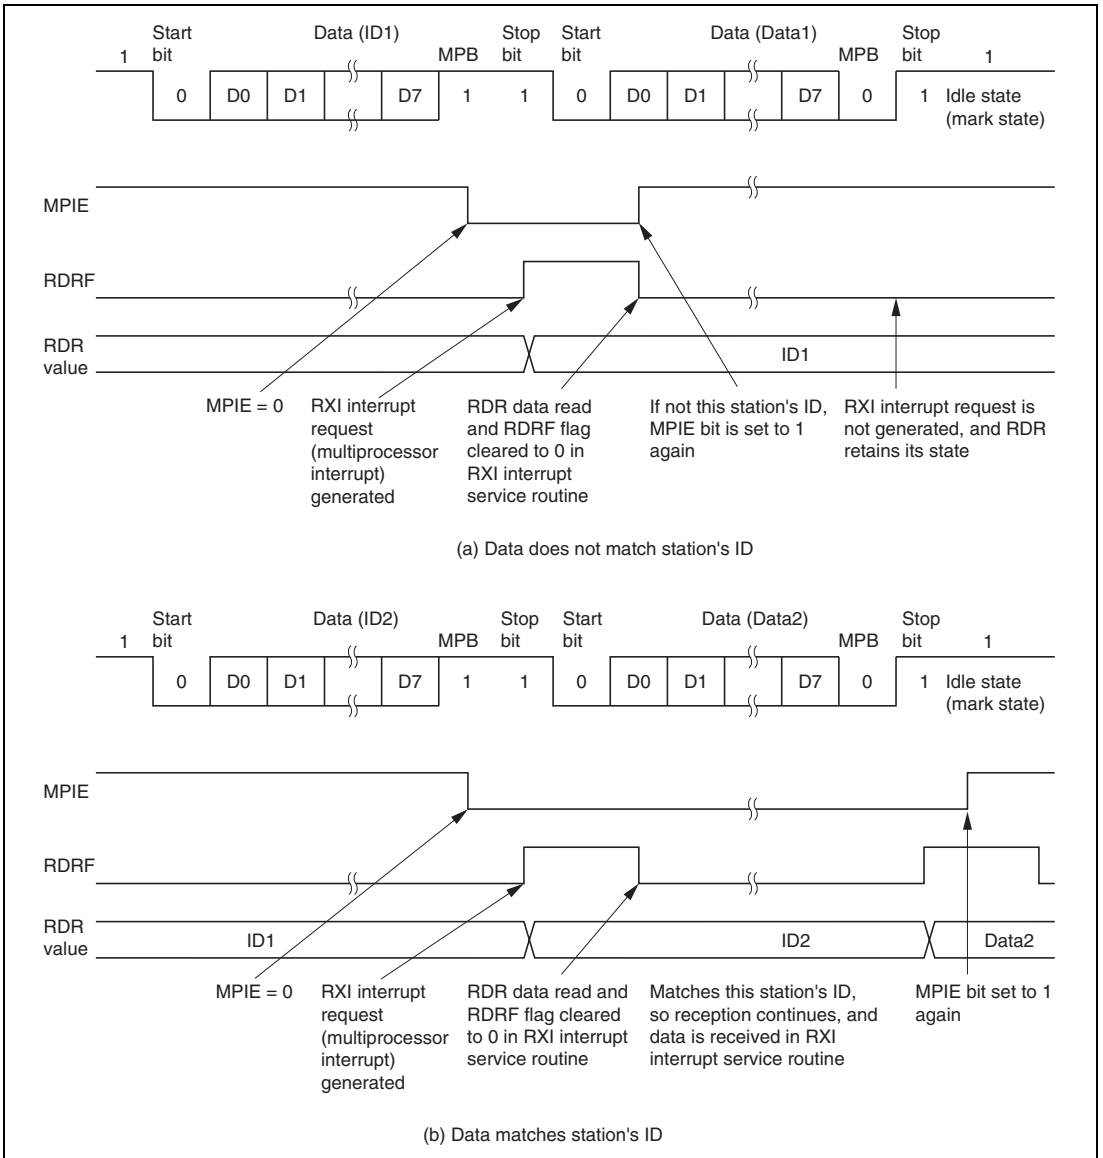 Start Data (ID1) Stop Start Data (Data1) Stop
1 bit MPB bit bit MPB bit 1
0 D0 D1 D7 1 1 0 D0 D1 D7 0 1 Idle state
(mark state)
MPIE
RDRF
RDR
value
ID1
MPIE = 0
RXI interrupt
request
(multiprocessor
interrupt)
generated
RDR data read
and RDRF flag
cleared to 0 in
RXI interrupt
service routine
If not this station's ID,
MPIE bit is set to 1
again
RXI interrupt request is
not generated, and RDR
retains its state
(a) Data does not match station's ID
Start Data (ID2) Stop Start Data (Data2) Stop
1 bit MPB bit bit MPB bit 1
0 D0 D1 D7 1 1 0 D0 D1 D7 0 1 Idle state
(mark state)
MPIE
RDRF
RDR
value
ID1 ID2 Data2
MPIE = 0
RXI interrupt
request
(multiprocessor
interrupt)
generated
RDR data read and
RDRF flag cleared
to 0 in RXI interrupt
service routine
Matches this station's ID,
so reception continues, and
data is received in RXI
interrupt service routine
MPIE bit set to 1
again
(b) Data matches station's ID